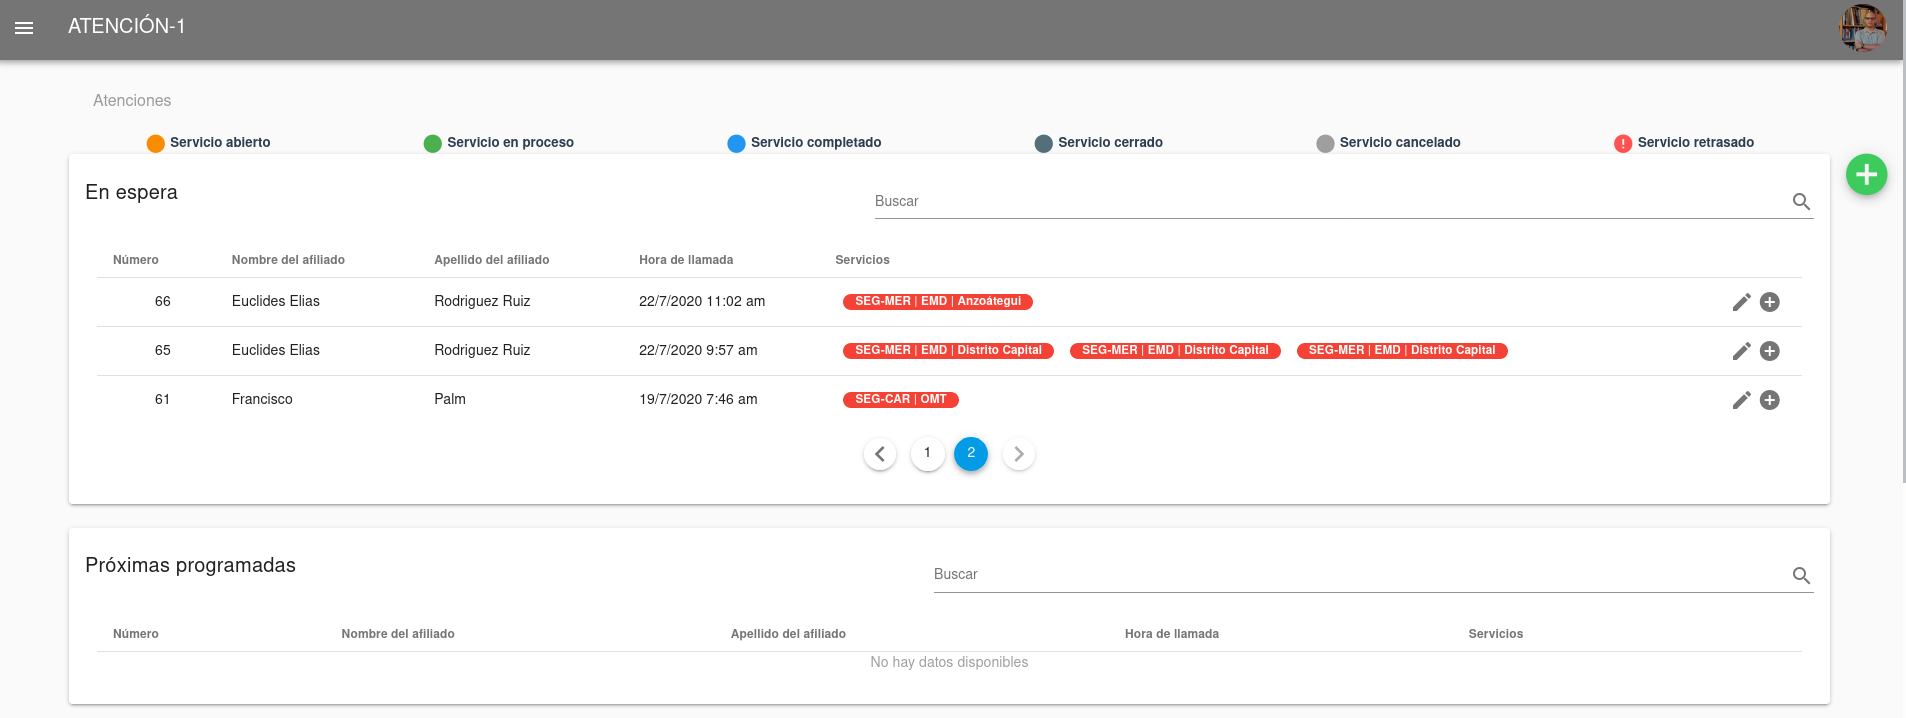 ATENCIÓN-1
Atenciones
Servicio abierto Servicio en proceso Servicio completado Servicio cerrado Servicio cancelado Servicio retrasado
En espera
Buscar
Número Nombre del afiliado Apellido del afiliado Hora de llamada Servicios
66 Euclides Elias Rodriguez Ruiz 22/7/2020 11:02 am SEG-MER | EMD | Anzoátegui
65 Euclides Elias Rodriguez Ruiz 22/7/2020 9:57 am SEG-MER | EMD | Distrito Capital SEG-MER | EMD | Distrito Capital SEG-MER | EMD | Distrito Capital
61 Francisco Palm 19/7/2020 7:46 am SEG-CAR | OMT
1 2
Próximas programadas
Buscar
Número Nombre del afiliado Apellido del afiliado Hora de llamada Servicios
No hay datos disponibles